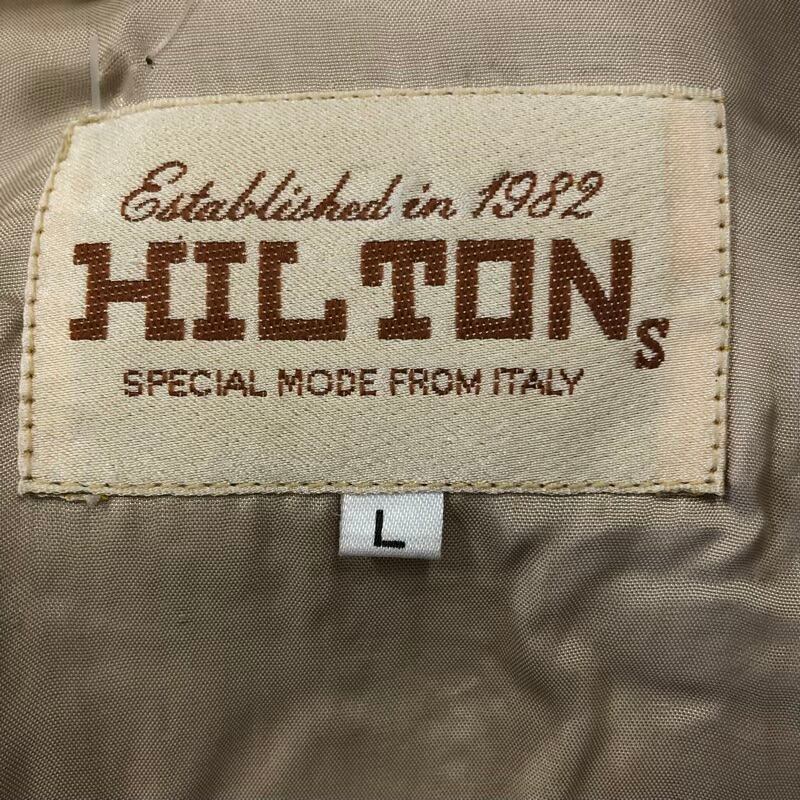 Established in 1982
HILTONS
SPECIAL MODE FROM ITALY
L